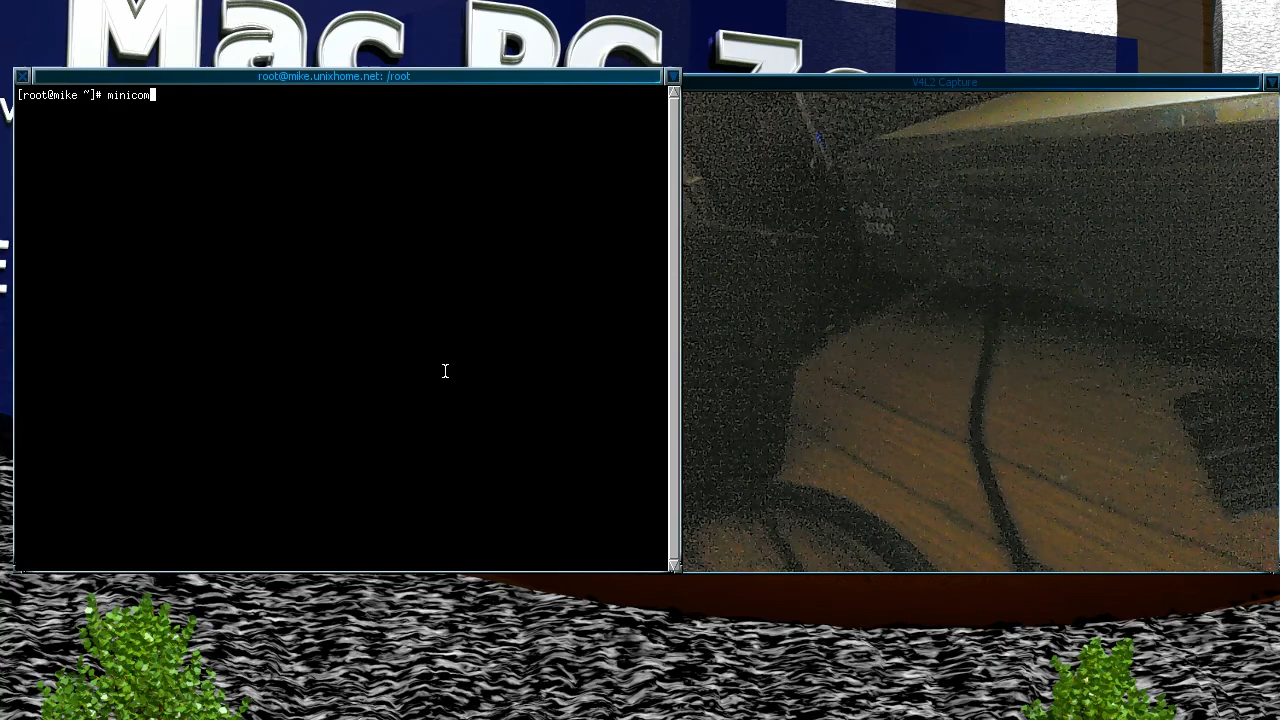 Mac PC Z
root@mike.unixhome.net: /root
V4L2 Capture
[root@mike ~]# minicom